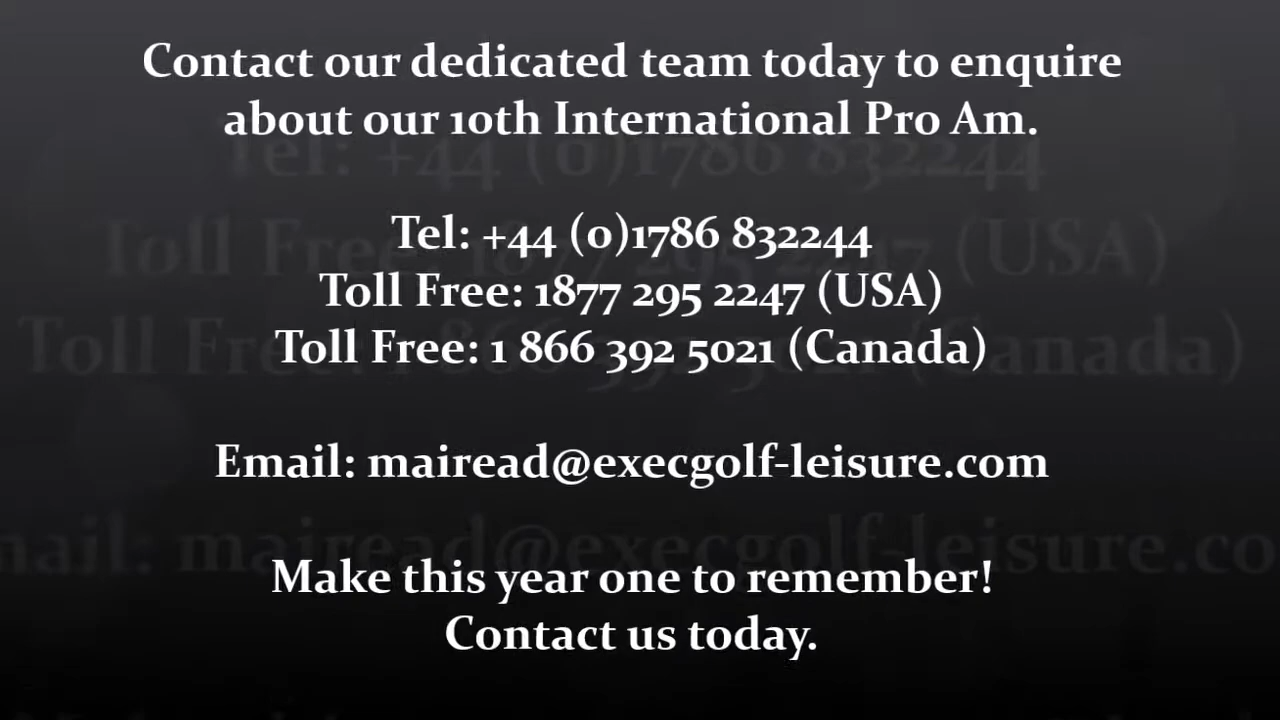 Contact our dedicated team today to enquire
about our 10th International Pro Am.
Tel: +44 (0)1786 832244
Toll Free: 1877 295 2247 (USA)
Toll Free: 1 866 392 5021 (Canada)
Email: mairead@execgolf-leisure.com
Make this year one to remember!
Contact us today.